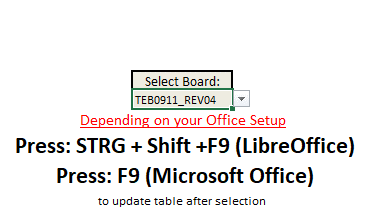 Select Board:
TEB0911_REV04
Depending on your Office Setup
Press: STRG + Shift +F9 (LibreOffice)
Press: F9 (Microsoft Office)
to update table after selection